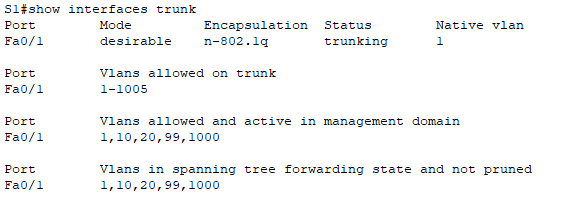 S1#show interfaces trunk
Port Mode Encapsulation Status Native vlan
Fa0/1 desirable n-802.1q trunking 1
Port Vlans allowed on trunk
Fa0/1 1-1005
Port Vlans allowed and active in management domain
Fa0/1 1,10,20,99,1000
Port Vlans in spanning tree forwarding state and not pruned
Fa0/1 1,10,20,99,1000